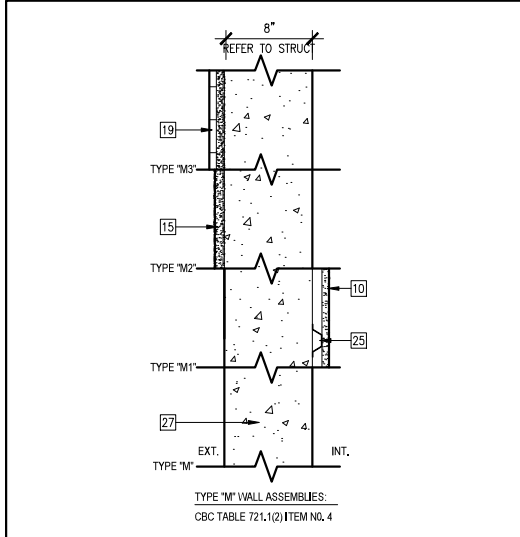 8"
REFER TO STRUCT
19
TYPE "M3"
15
TYPE "M2"
10
25
TYPE "M1"
27
EXT.
INT.
TYPE "M"
TYPE "M" WALL ASSEMBLIES:
CBC TABLE 721.1(2) ITEM NO. 4